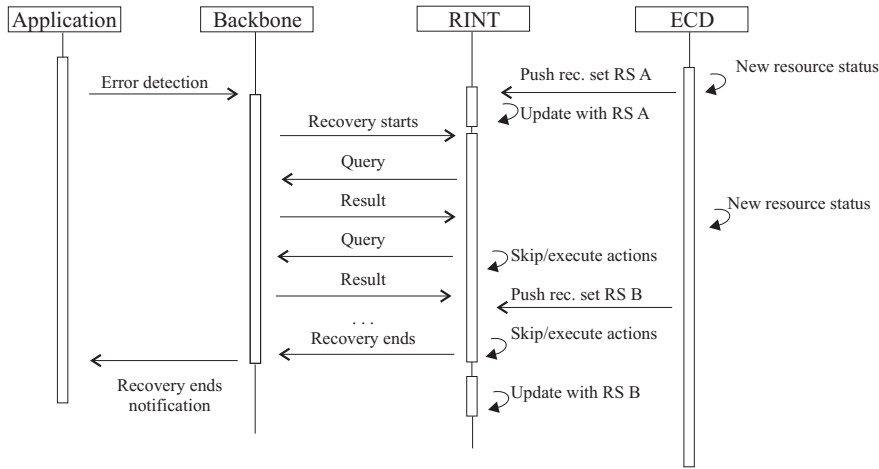 Application
Backbone
RINT
ECD
New resource status
Push rec. set RS A
Error detection
Update with RS A
Recovery starts
Query
Result
New resource status
Query
Skip/execute actions
Result
Push rec. set RS B
. . .
Recovery ends
Skip/execute actions
Recovery ends
notification
Update with RS B